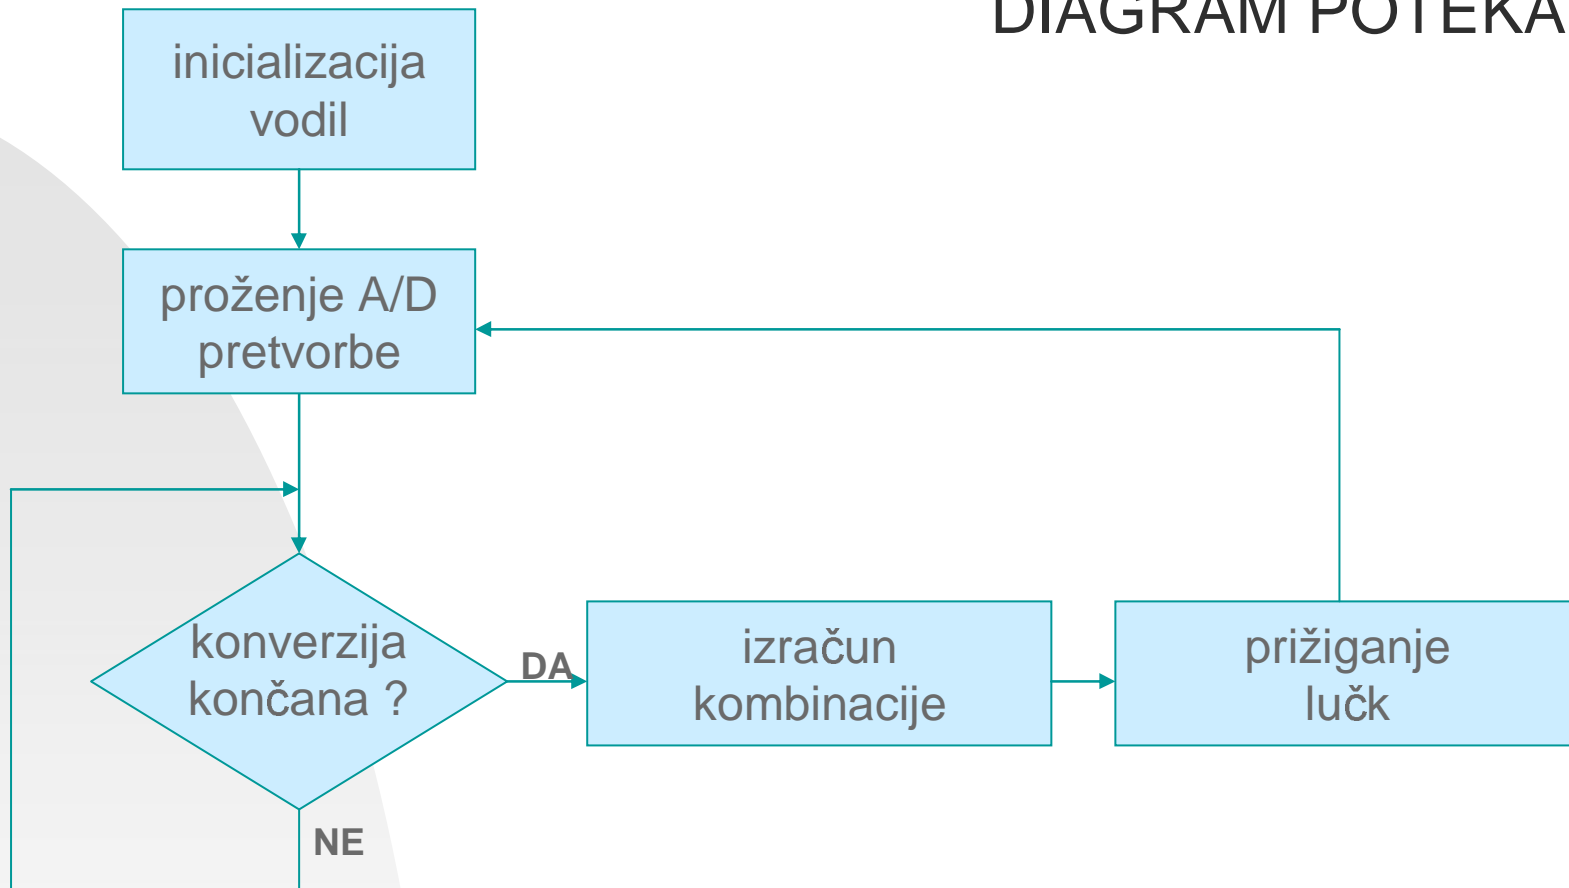 DIAGRAM POTEKA
inicializacija
vodil
proženje A/D
pretvorbe
konverzija
končana ?
DA
izračun
kombinacije
prižiganje
lučk
NE